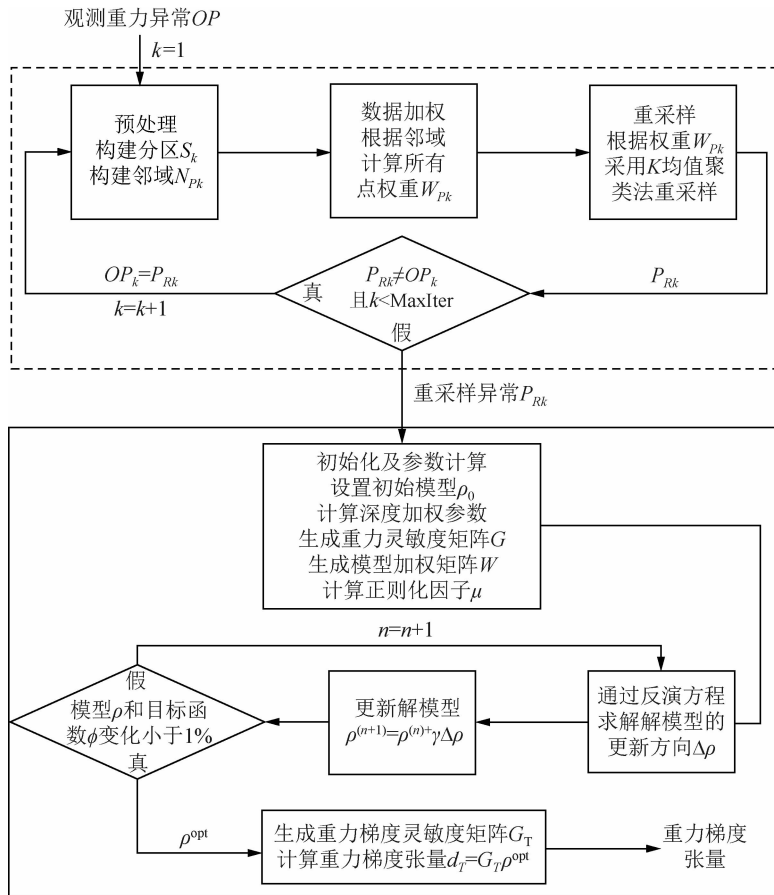 观测重力异常OP
k=1
预处理
构建分区Sk
构建邻域NPk
数据加权
根据邻域
计算所有
点权重WPk
重采样
根据权重WPk
采用K均值聚
类法重采样
OPk=PRk
k=k+1
真
PRk≠OPk
且k<MaxIter
假
PRk
重采样异常PRk
初始化及参数计算
设置初始模型ρ0
计算深度加权参数
生成重力灵敏度矩阵G
生成模型加权矩阵W
计算正则化因子μ
n=n+1
假
模型ρ和目标函
数ϕ变化小于1%
真
更新解模型
ρ(n+1)=ρ(n)+γΔρ
通过反演方程
求解解模型的
更新方向Δρ
ρopt
生成重力梯度灵敏度矩阵GT
计算重力梯度张量dT=GTρopt
重力梯度
张量